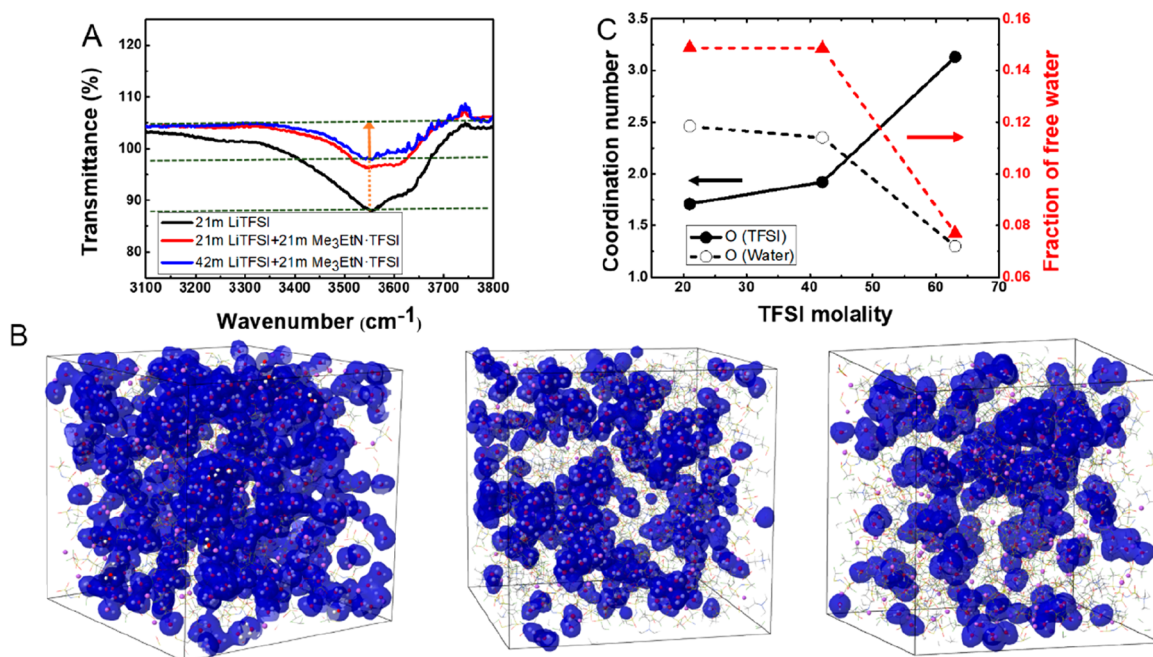 A
Transmittance (%)
120
110
100
90
80
21m LiTFSI
21m LiTFSI+21m Me₃EtN·TFSI
42m LiTFSI+21m Me₃EtN·TFSI
3100 3200 3300 3400 3500 3600 3700 3800
Wavenumber (cm⁻¹)
C
Coordination number
3.5
3.0
2.5
2.0
1.5
1.0
O (TFSI)
O (Water)
0.16
0.14
0.12
0.10
0.08
0.06
Fraction of free water
10 20 30 40 50 60 70
TFSI molality
B